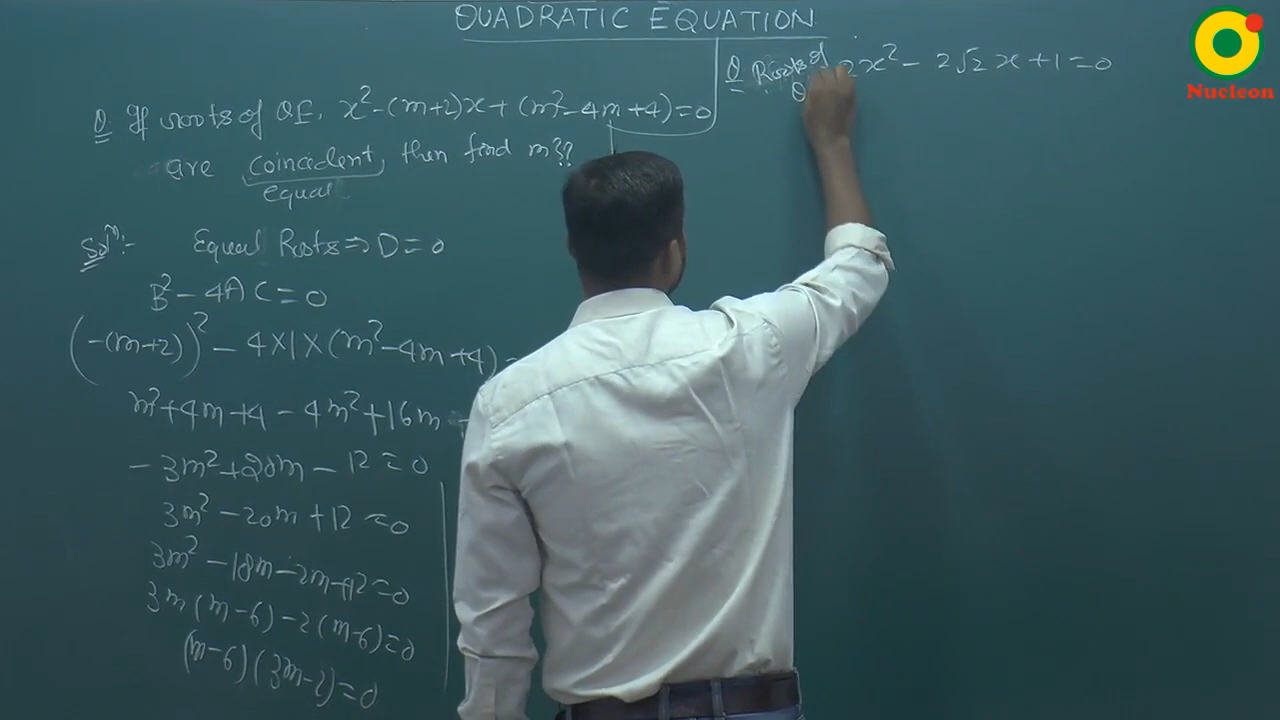 QUADRATIC EQUATION
Q If roots of QE. x² - (m+2)x + (m² - 4m + 4) = 0
are coincident, then find m??
equal
Solⁿ:- Equal Roots ⇒ D = 0
B² - 4AC = 0
(-(m+2))² - 4×1×(m² - 4m + 4)
m² + 4m + 4 - 4m² + 16m
- 3m² + 20m - 12 = 0
3m² - 20m + 12 = 0
3m² - 18m - 2m + 12 = 0
3m(m-6) - 2(m-6) = 0
(m-6)(3m-2) = 0
Q Roots of 2x² - 2√2x + 1 = 0
Q
Nucleon